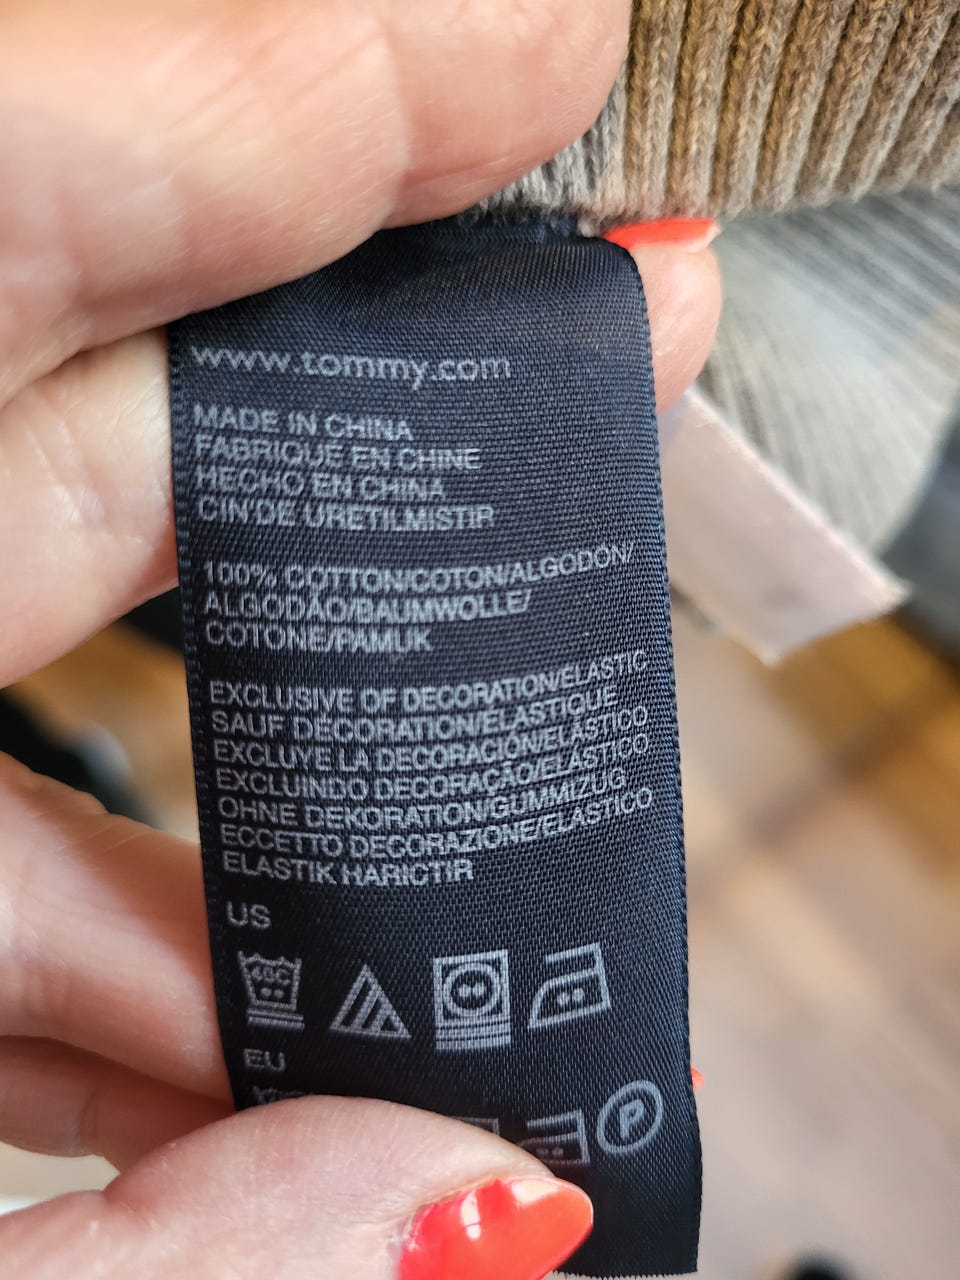 www.tommy.com
MADE IN CHINA
FABRIQUE EN CHINE
HECHO EN CHINA
CIN'DE URETILMISTIR
100% COTTON/COTON/ALGODON/
ALGODÃO/BAUMWOLLE/
COTONE/PAMUK
EXCLUSIVE OF DECORATION/ELASTIC
SAUF DÉCORATION/ELASTIQUE
EXCLUYE LA DECORACIÓN/ELÁSTICO
EXCLUINDO DECORAÇÃO/ELÁSTICO
OHNE DEKORATION/GUMMIZUG
ECCETTO DECORAZIONE/ELASTICO
ELASTIK HARICTIR
US
40C
EU
P